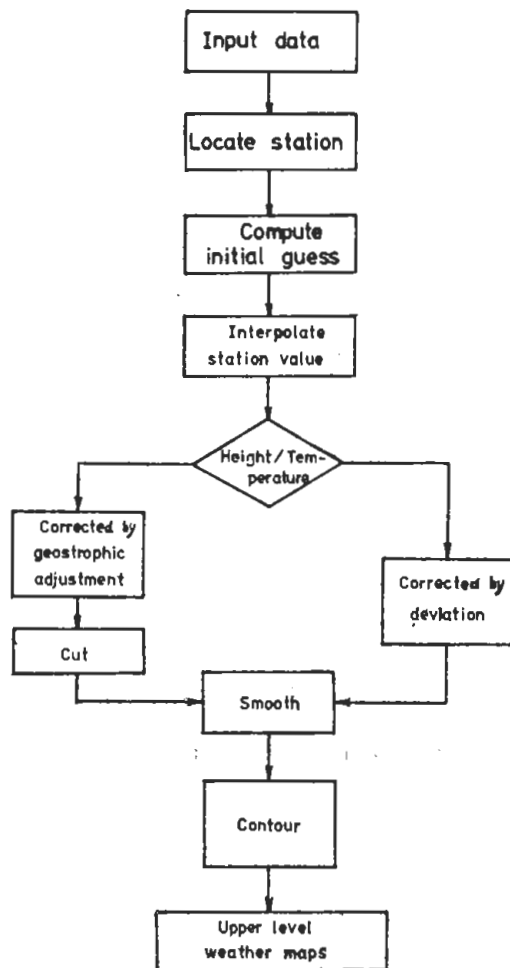 Input data
Locate station
Compute
initial guess
Interpolate
station value
Height/Tem-
perature
Corrected by
geostrophic
adjustment
Cut
Corrected by
deviation
Smooth
Contour
Upper level
weather maps